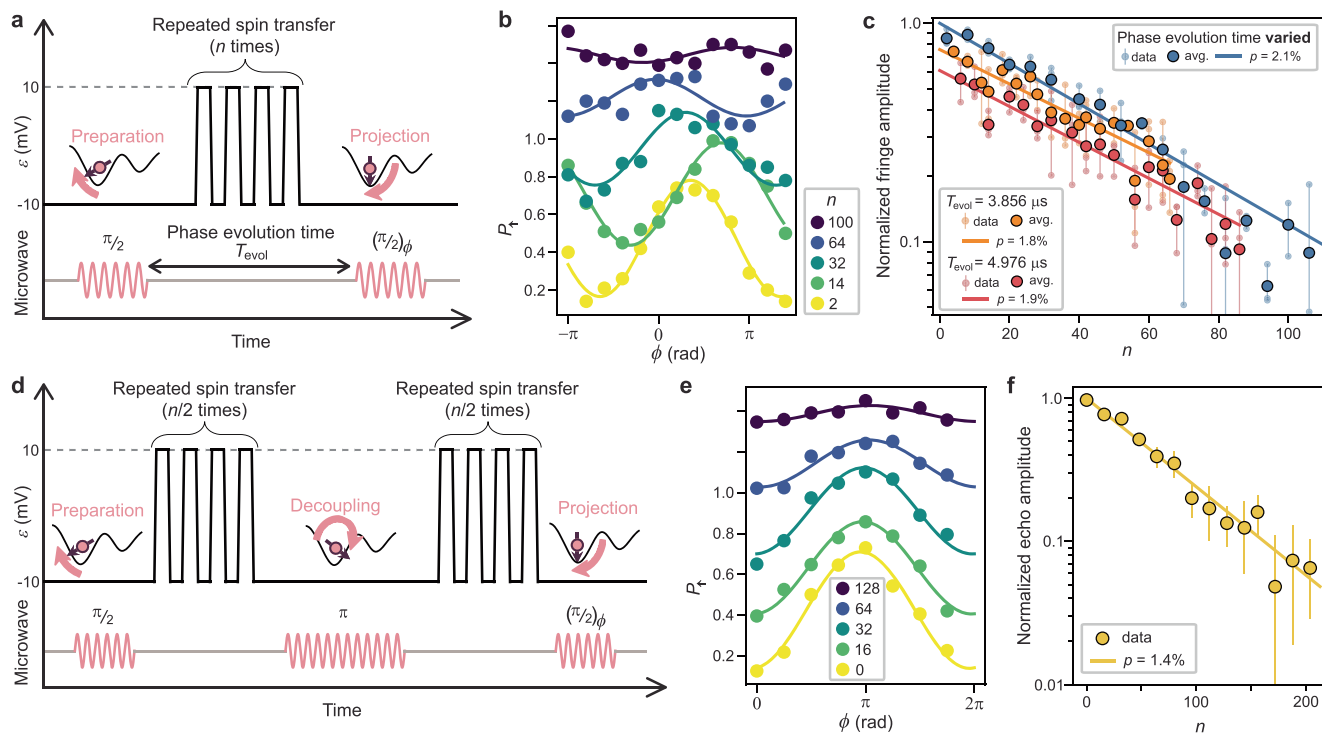 a
Repeated spin transfer
(n times)
10
ε (mV)
-10
Preparation
Projection
Phase evolution time
T_evol
π/2
(π/2)ϕ
Microwave
Time
b
1.0
0.8
0.6
0.4
0.2
P↑
−π
0
π
ϕ (rad)
n
100
64
32
14
2
c
Normalized fringe amplitude
1.0
0.1
Phase evolution time varied
data avg. p = 2.1%
T_evol = 3.856 μs
data avg.
p = 1.8%
T_evol = 4.976 μs
data avg.
p = 1.9%
0 20 40 60 80 100
n
d
Repeated spin transfer
(n/2 times)
Repeated spin transfer
(n/2 times)
10
ε (mV)
-10
Preparation
Decoupling
Projection
π/2
π
(π/2)ϕ
Microwave
Time
e
1.0
0.8
0.6
0.4
0.2
P↑
128
64
32
16
0
0 π 2π
ϕ (rad)
f
Normalized echo amplitude
1.0
0.1
0.01
data
p = 1.4%
0 100 200
n